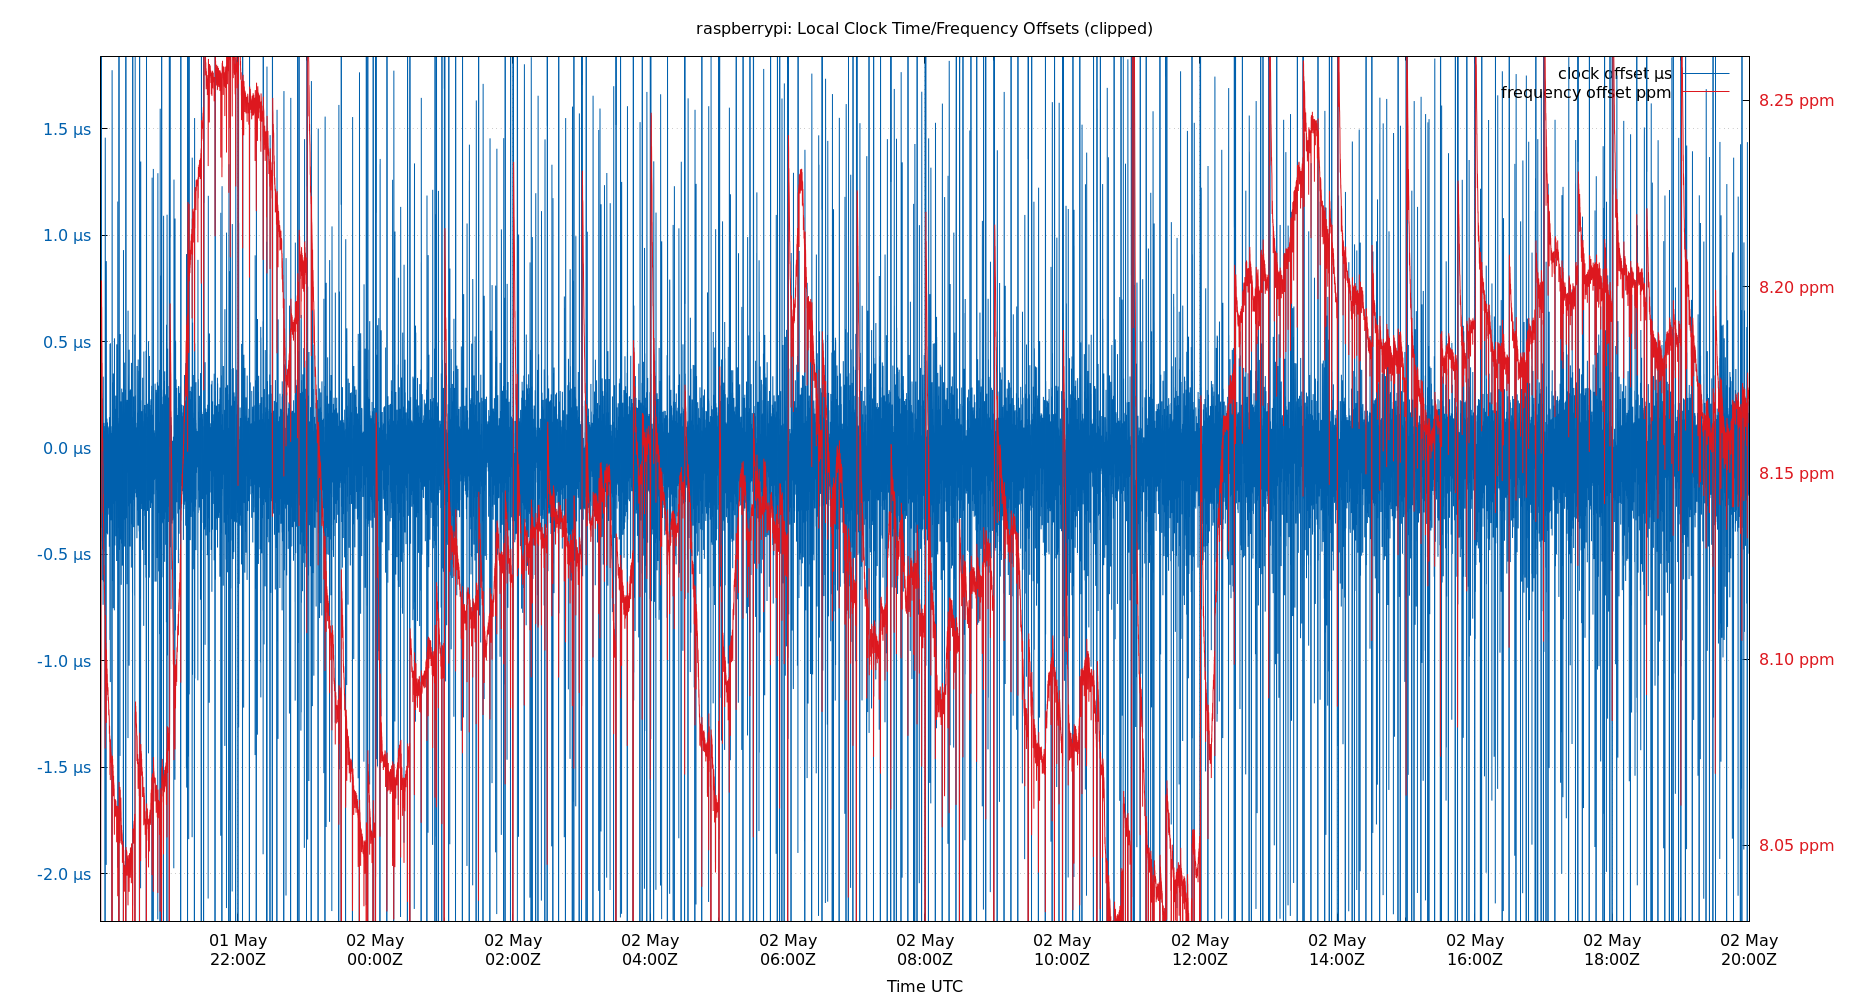 raspberrypi: Local Clock Time/Frequency Offsets (clipped)
clock offset µs
frequency offset ppm
1.5 µs
1.0 µs
0.5 µs
0.0 µs
-0.5 µs
-1.0 µs
-1.5 µs
-2.0 µs
8.25 ppm
8.20 ppm
8.15 ppm
8.10 ppm
8.05 ppm
01 May 02 May 02 May 02 May 02 May 02 May 02 May 02 May 02 May 02 May 02 May 02 May
22:00Z 00:00Z 02:00Z 04:00Z 06:00Z 08:00Z 10:00Z 12:00Z 14:00Z 16:00Z 18:00Z 20:00Z
Time UTC